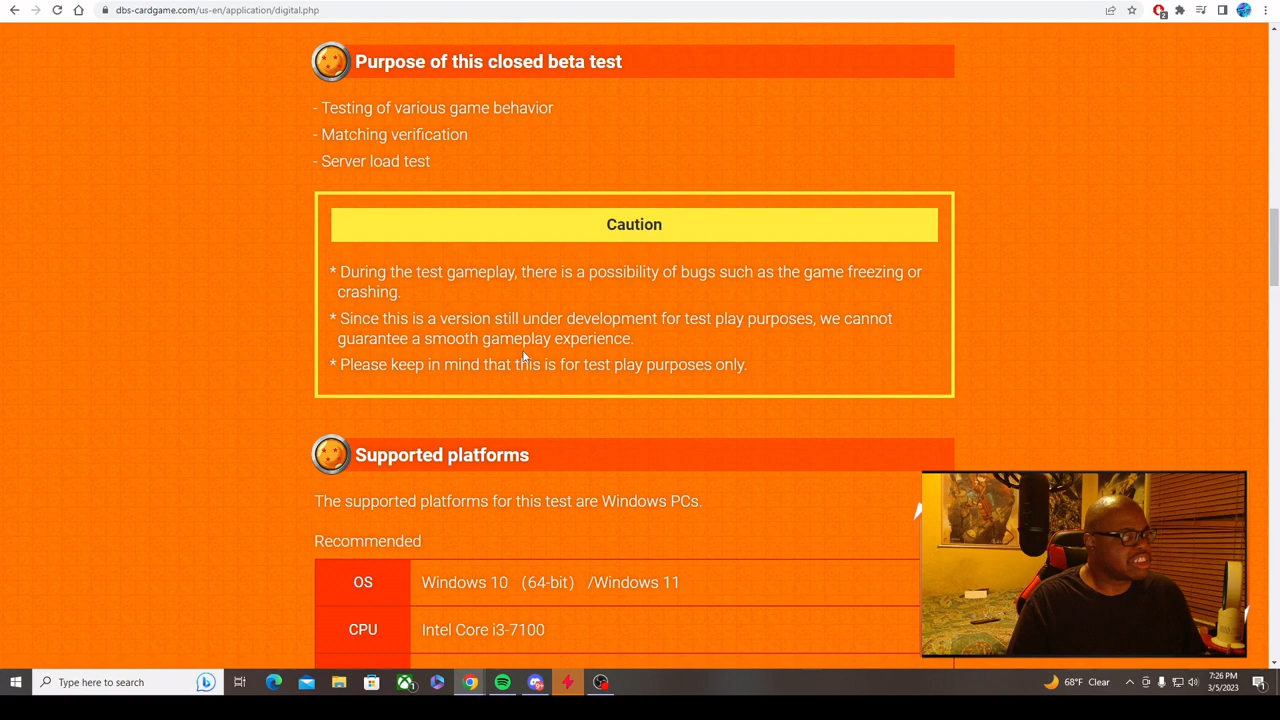 dbs-cardgame.com/us-en/application/digital.php
2
Purpose of this closed beta test
- Testing of various game behavior
- Matching verification
- Server load test
Caution
* During the test gameplay, there is a possibility of bugs such as the game freezing or
crashing.
* Since this is a version still under development for test play purposes, we cannot
guarantee a smooth gameplay experience.
* Please keep in mind that this is for test play purposes only.
Supported platforms
The supported platforms for this test are Windows PCs.
Recommended
OS
Windows 10 （64-bit） /Windows 11
CPU
Intel Core i3-7100
Type here to search
1
68°F Clear
7:26 PM
3/5/2023
1